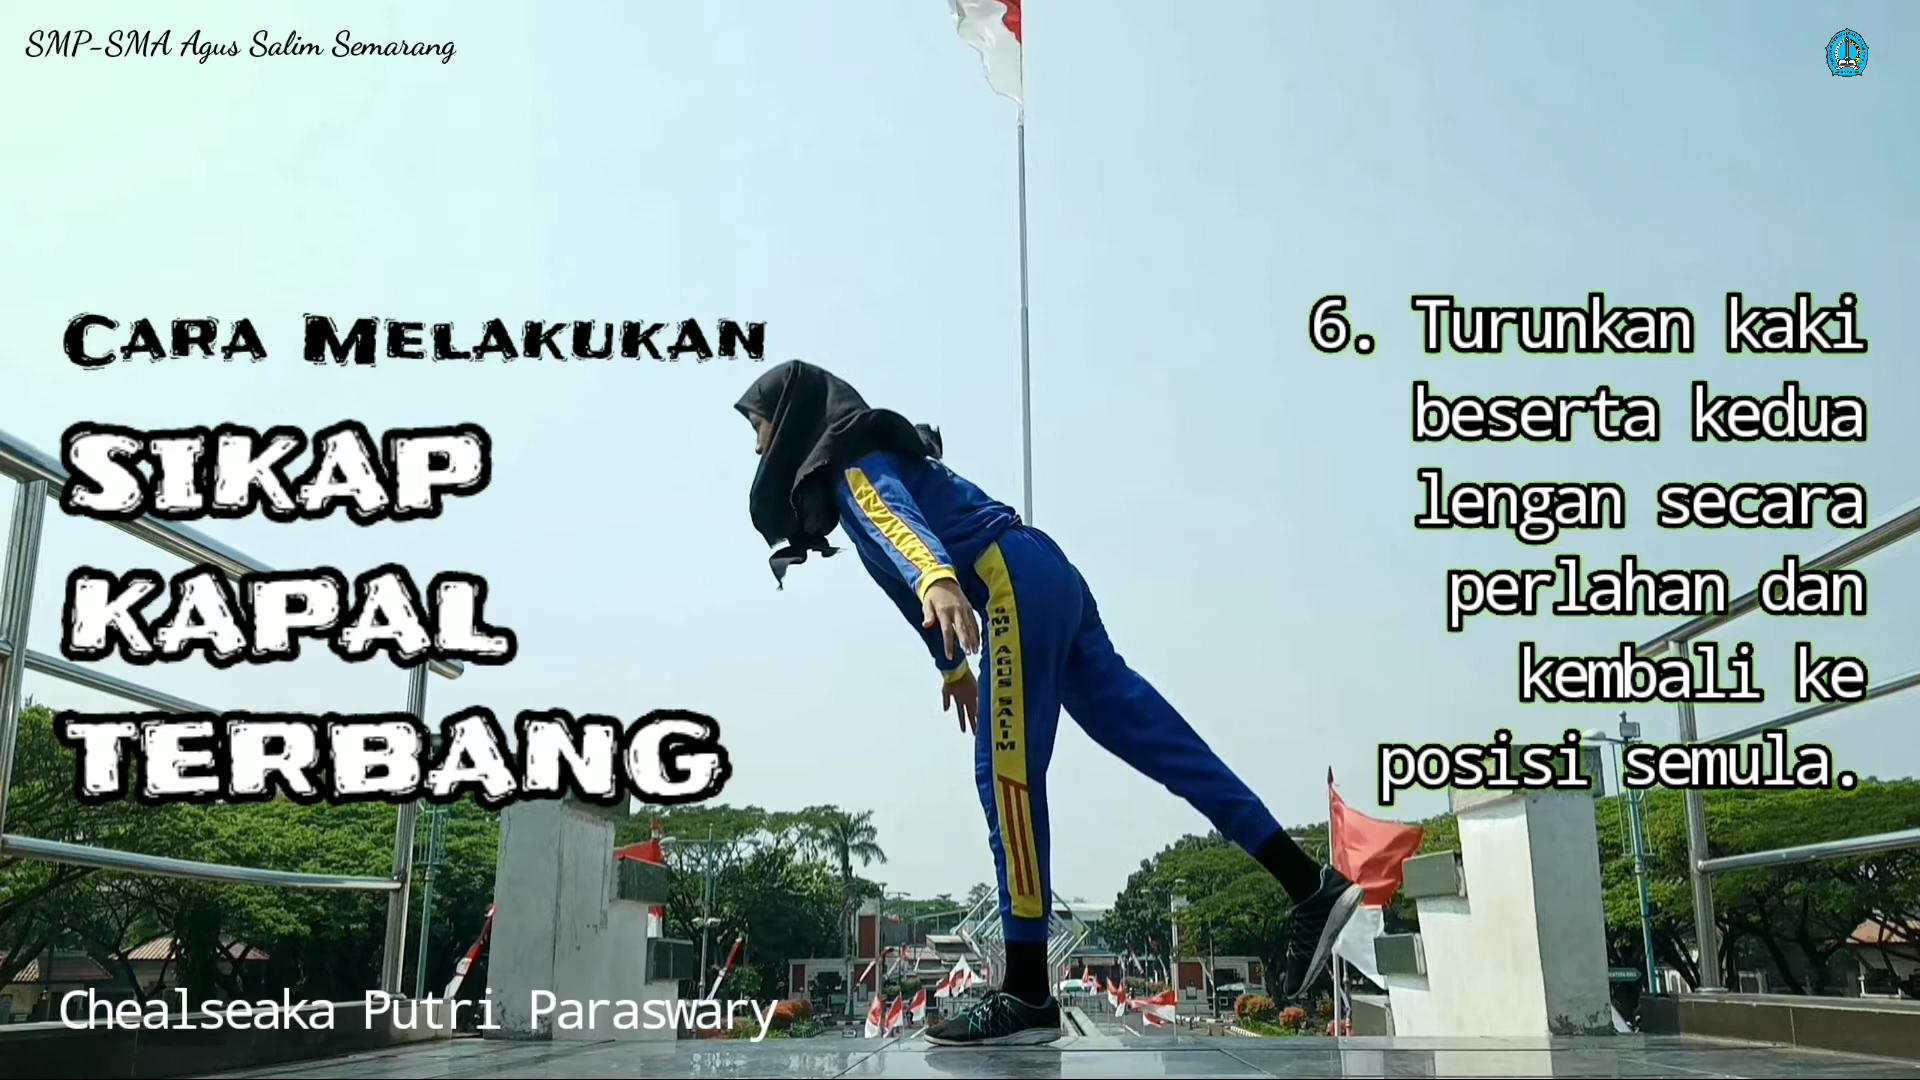 SMP-SMA Agus Salim Semarang
CARA MELAKUKAN
SIKAP
KAPAL
TERBANG
6. Turunkan kaki
beserta kedua
lengan secara
perlahan dan
kembali ke
posisi semula.
SMP AGUS SALIM
Chealseaka Putri Paraswary